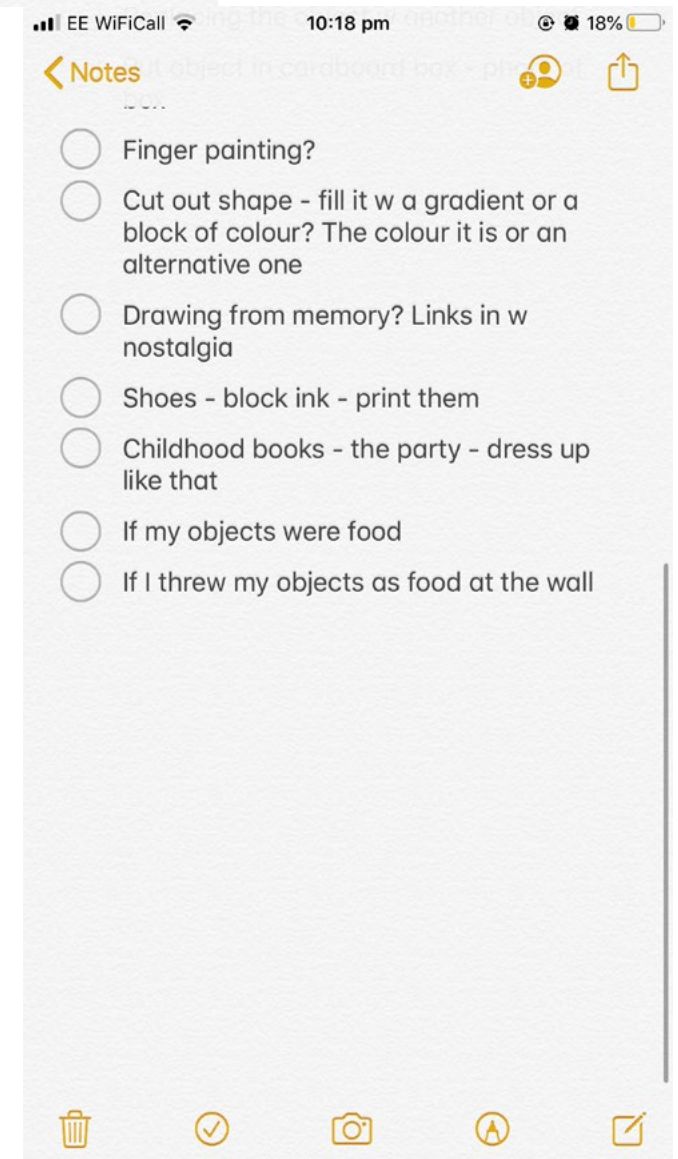 EE WiFiCall 10:18 pm 18%
Notes
Finger painting?
Cut out shape - fill it w a gradient or a
block of colour? The colour it is or an
alternative one
Drawing from memory? Links in w
nostalgia
Shoes - block ink - print them
Childhood books - the party - dress up
like that
If my objects were food
If I threw my objects as food at the wall